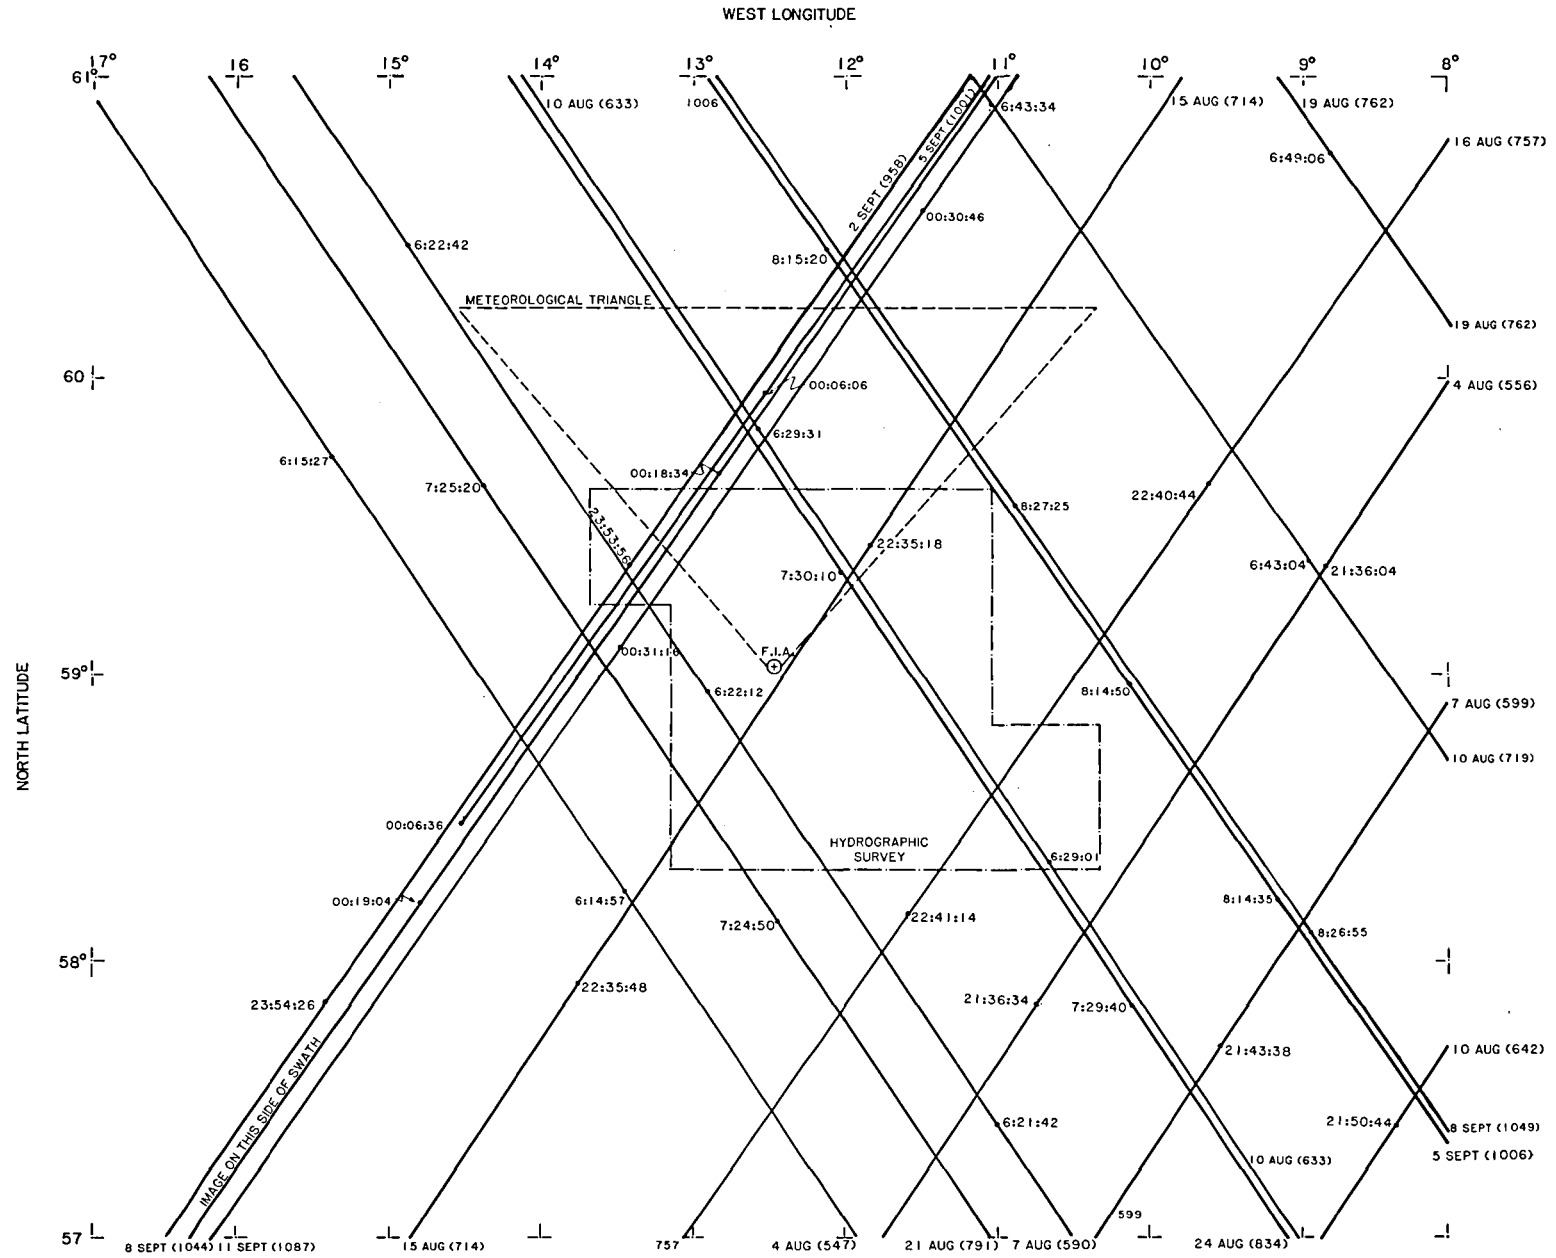 WEST LONGITUDE
17° 16 15° 14° 13° 12° 11° 10° 9° 8°
61°
10 AUG (633)
1006
2 SEPT (958)
5 SEPT (1001)
6:43:34
15 AUG (714)
19 AUG (762)
16 AUG (757)
6:49:06
00:30:46
6:22:42
8:15:20
METEOROLOGICAL TRIANGLE
19 AUG (762)
60
00:06:06
4 AUG (556)
6:29:31
6:15:27
00:18:34
7:25:20
22:40:44
8:27:25
23:53:56
22:35:18
7:30:10
6:43:04
21:36:04
F.I.A.
00:31:16
59°
6:22:12
8:14:50
7 AUG (599)
NORTH LATITUDE
10 AUG (719)
00:06:36
HYDROGRAPHIC
SURVEY
6:29:01
00:19:04
6:14:57
8:14:35
7:24:50
22:41:14
8:26:55
58°
23:54:26
22:35:48
21:36:34
7:29:40
21:43:38
10 AUG (642)
IMAGE ON THIS SIDE OF SWATH
6:21:42
21:50:44
8 SEPT (1049)
5 SEPT (1006)
10 AUG (633)
599
57
8 SEPT (1044)
11 SEPT (1087)
15 AUG (714)
757
4 AUG (547)
21 AUG (791)
7 AUG (590)
24 AUG (834)